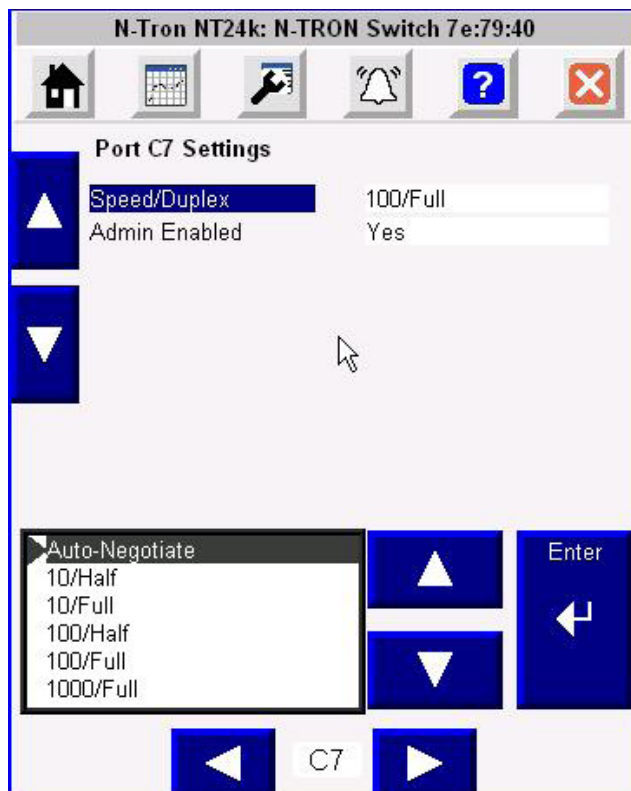 N-Tron NT24k: N-TRON Switch 7e:79:40
?
Port C7 Settings
Speed/Duplex 100/Full
Admin Enabled Yes
Auto-Negotiate
10/Half
10/Full
100/Half
100/Full
1000/Full
Enter
C7